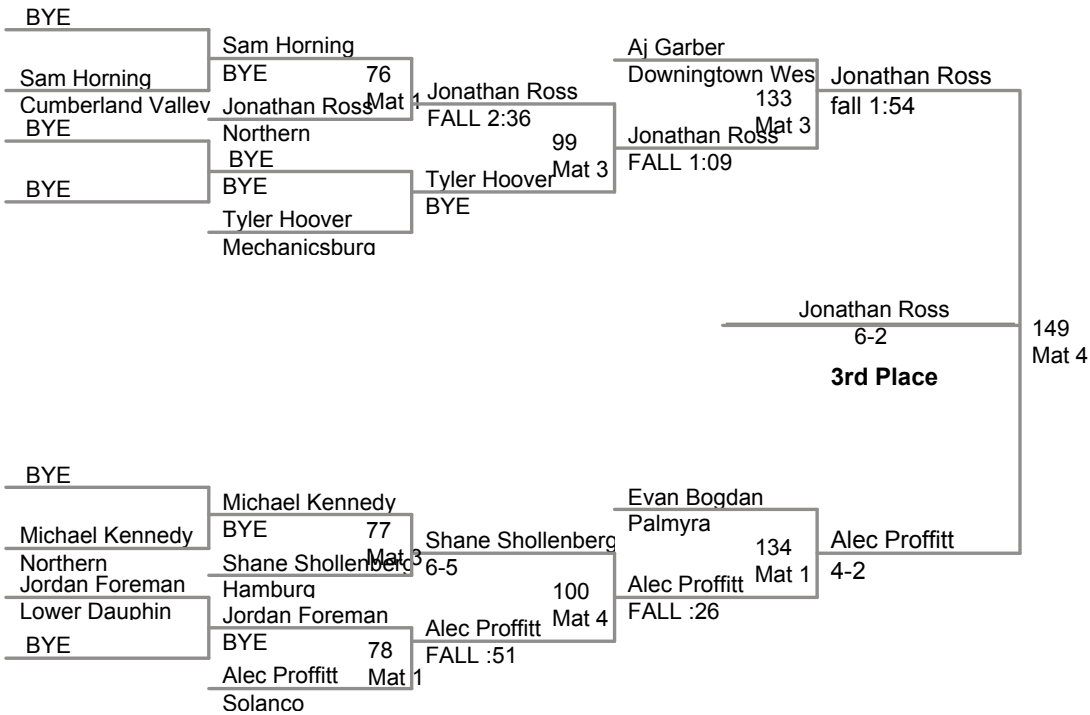 BYE
Sam Horning
Cumberland Valley
BYE
BYE
Sam Horning
BYE
76
Mat 1
Jonathan Ross
Northern
BYE
BYE
Tyler Hoover
Mechanicsburg
Jonathan Ross
FALL 2:36
99
Mat 3
Tyler Hoover
BYE
Aj Garber
Downingtown Wes
133
Mat 3
Jonathan Ross
FALL 1:09
Jonathan Ross
fall 1:54
Jonathan Ross
6-2
3rd Place
149
Mat 4
BYE
Michael Kennedy
Northern
Jordan Foreman
Lower Dauphin
BYE
Michael Kennedy
BYE
77
Mat 3
Shane Shollenberg
Hamburg
Jordan Foreman
BYE
78
Mat 1
Alec Proffitt
Solanco
Shane Shollenberg
6-5
100
Mat 4
Alec Proffitt
FALL :51
Evan Bogdan
Palmyra
134
Mat 1
Alec Proffitt
FALL :26
Alec Proffitt
4-2